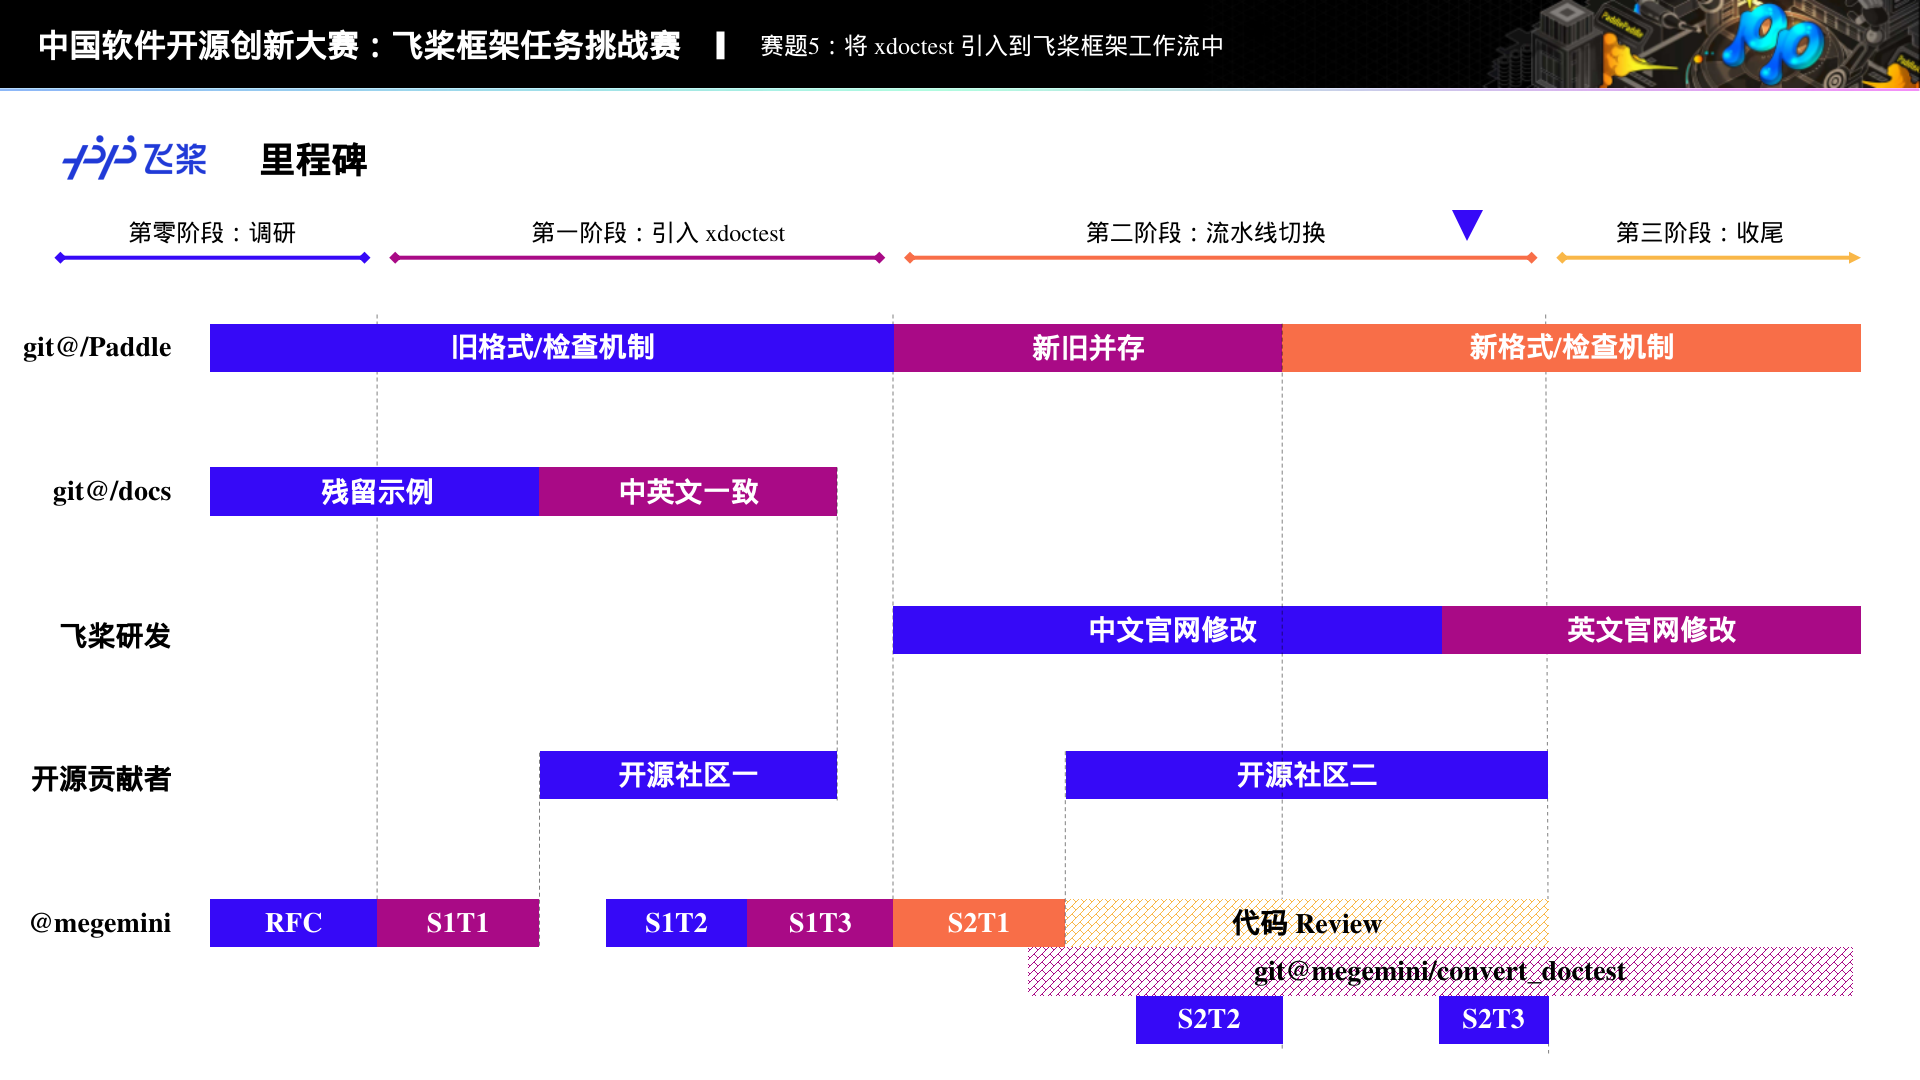 中国软件开源创新大赛：飞桨框架任务挑战赛
赛题5：将 xdoctest 引入到飞桨框架工作流中
飞桨
里程碑
第零阶段：调研
第一阶段：引入 xdoctest
第二阶段：流水线切换
第三阶段：收尾
git@/Paddle
旧格式/检查机制
新旧并存
新格式/检查机制
git@/docs
残留示例
中英文一致
飞桨研发
中文官网修改
英文官网修改
开源贡献者
开源社区一
开源社区二
@megemini
RFC
S1T1
S1T2
S1T3
S2T1
代码 Review
git@megemini/convert_doctest
S2T2
S2T3